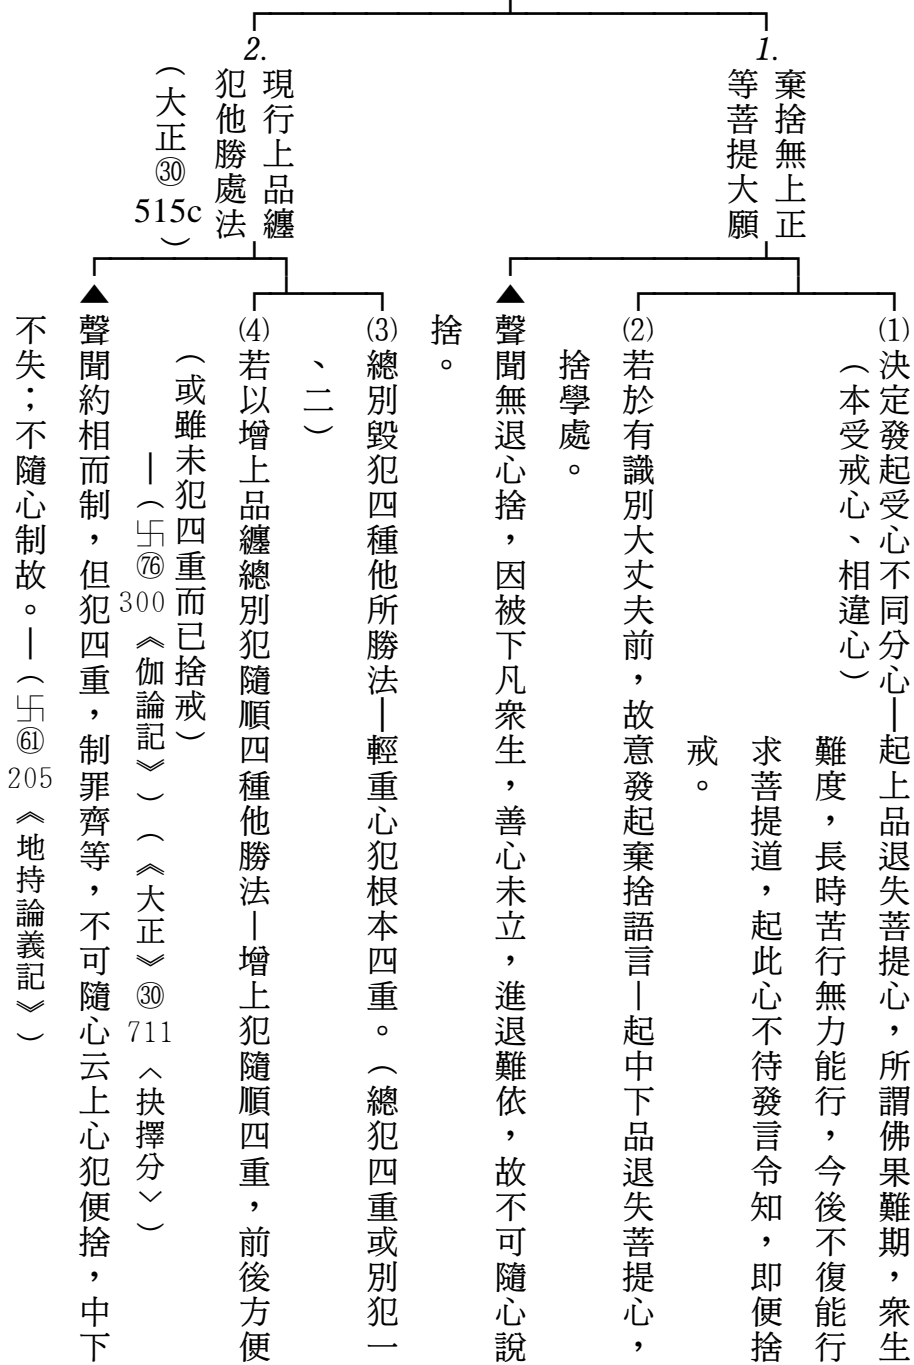 1.
棄捨無上正
等菩提大願
⑴決定發起受心不同分心—起上品退失菩提心，所謂佛果難期，衆生
（本受戒心、相違心）
難度，長時苦行無力能行，今後不復能行
求菩提道，起此心不待發言令知，即便捨
戒。
⑵若於有識別大丈夫前，故意發起棄捨語言—起中下品退失菩提心，
捨學處。
▲聲聞無退心捨，因被下凡衆生，善心未立，進退難依，故不可隨心說
捨。
2.
現行上品纏
犯他勝處法
（大正㉚515c）
⑶總別毀犯四種他所勝法—輕重心犯根本四重。（總犯四重或別犯一
、二）
⑷若以增上品纏總別犯隨順四種他勝法—增上犯隨順四重，前後方便
（或雖未犯四重而已捨戒）
—（卐76 300《伽論記》）（《大正》㉚711〈抉擇分〉）
▲聲聞約相而制，但犯四重，制罪齊等，不可隨心云上心犯便捨，中下
不失；不隨心制故。—（卐61 205《地持論義記》）